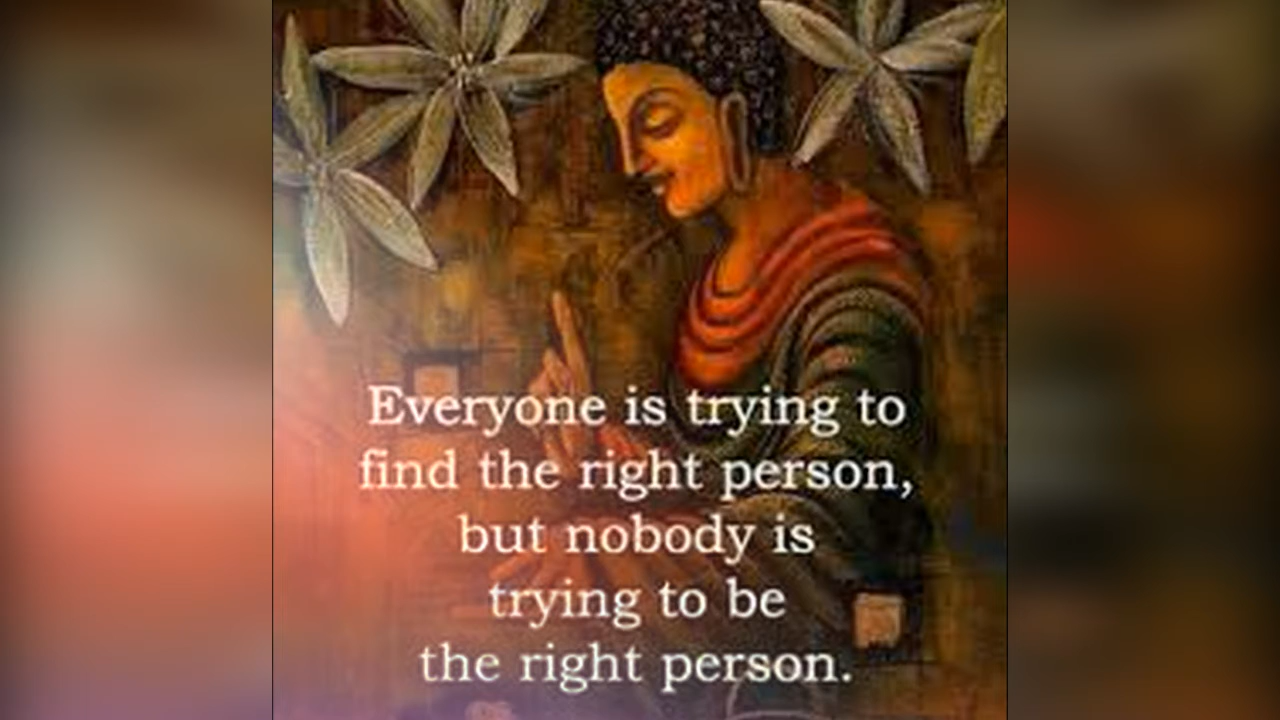 Everyone is trying to
find the right person,
but nobody is
trying to be
the right person.